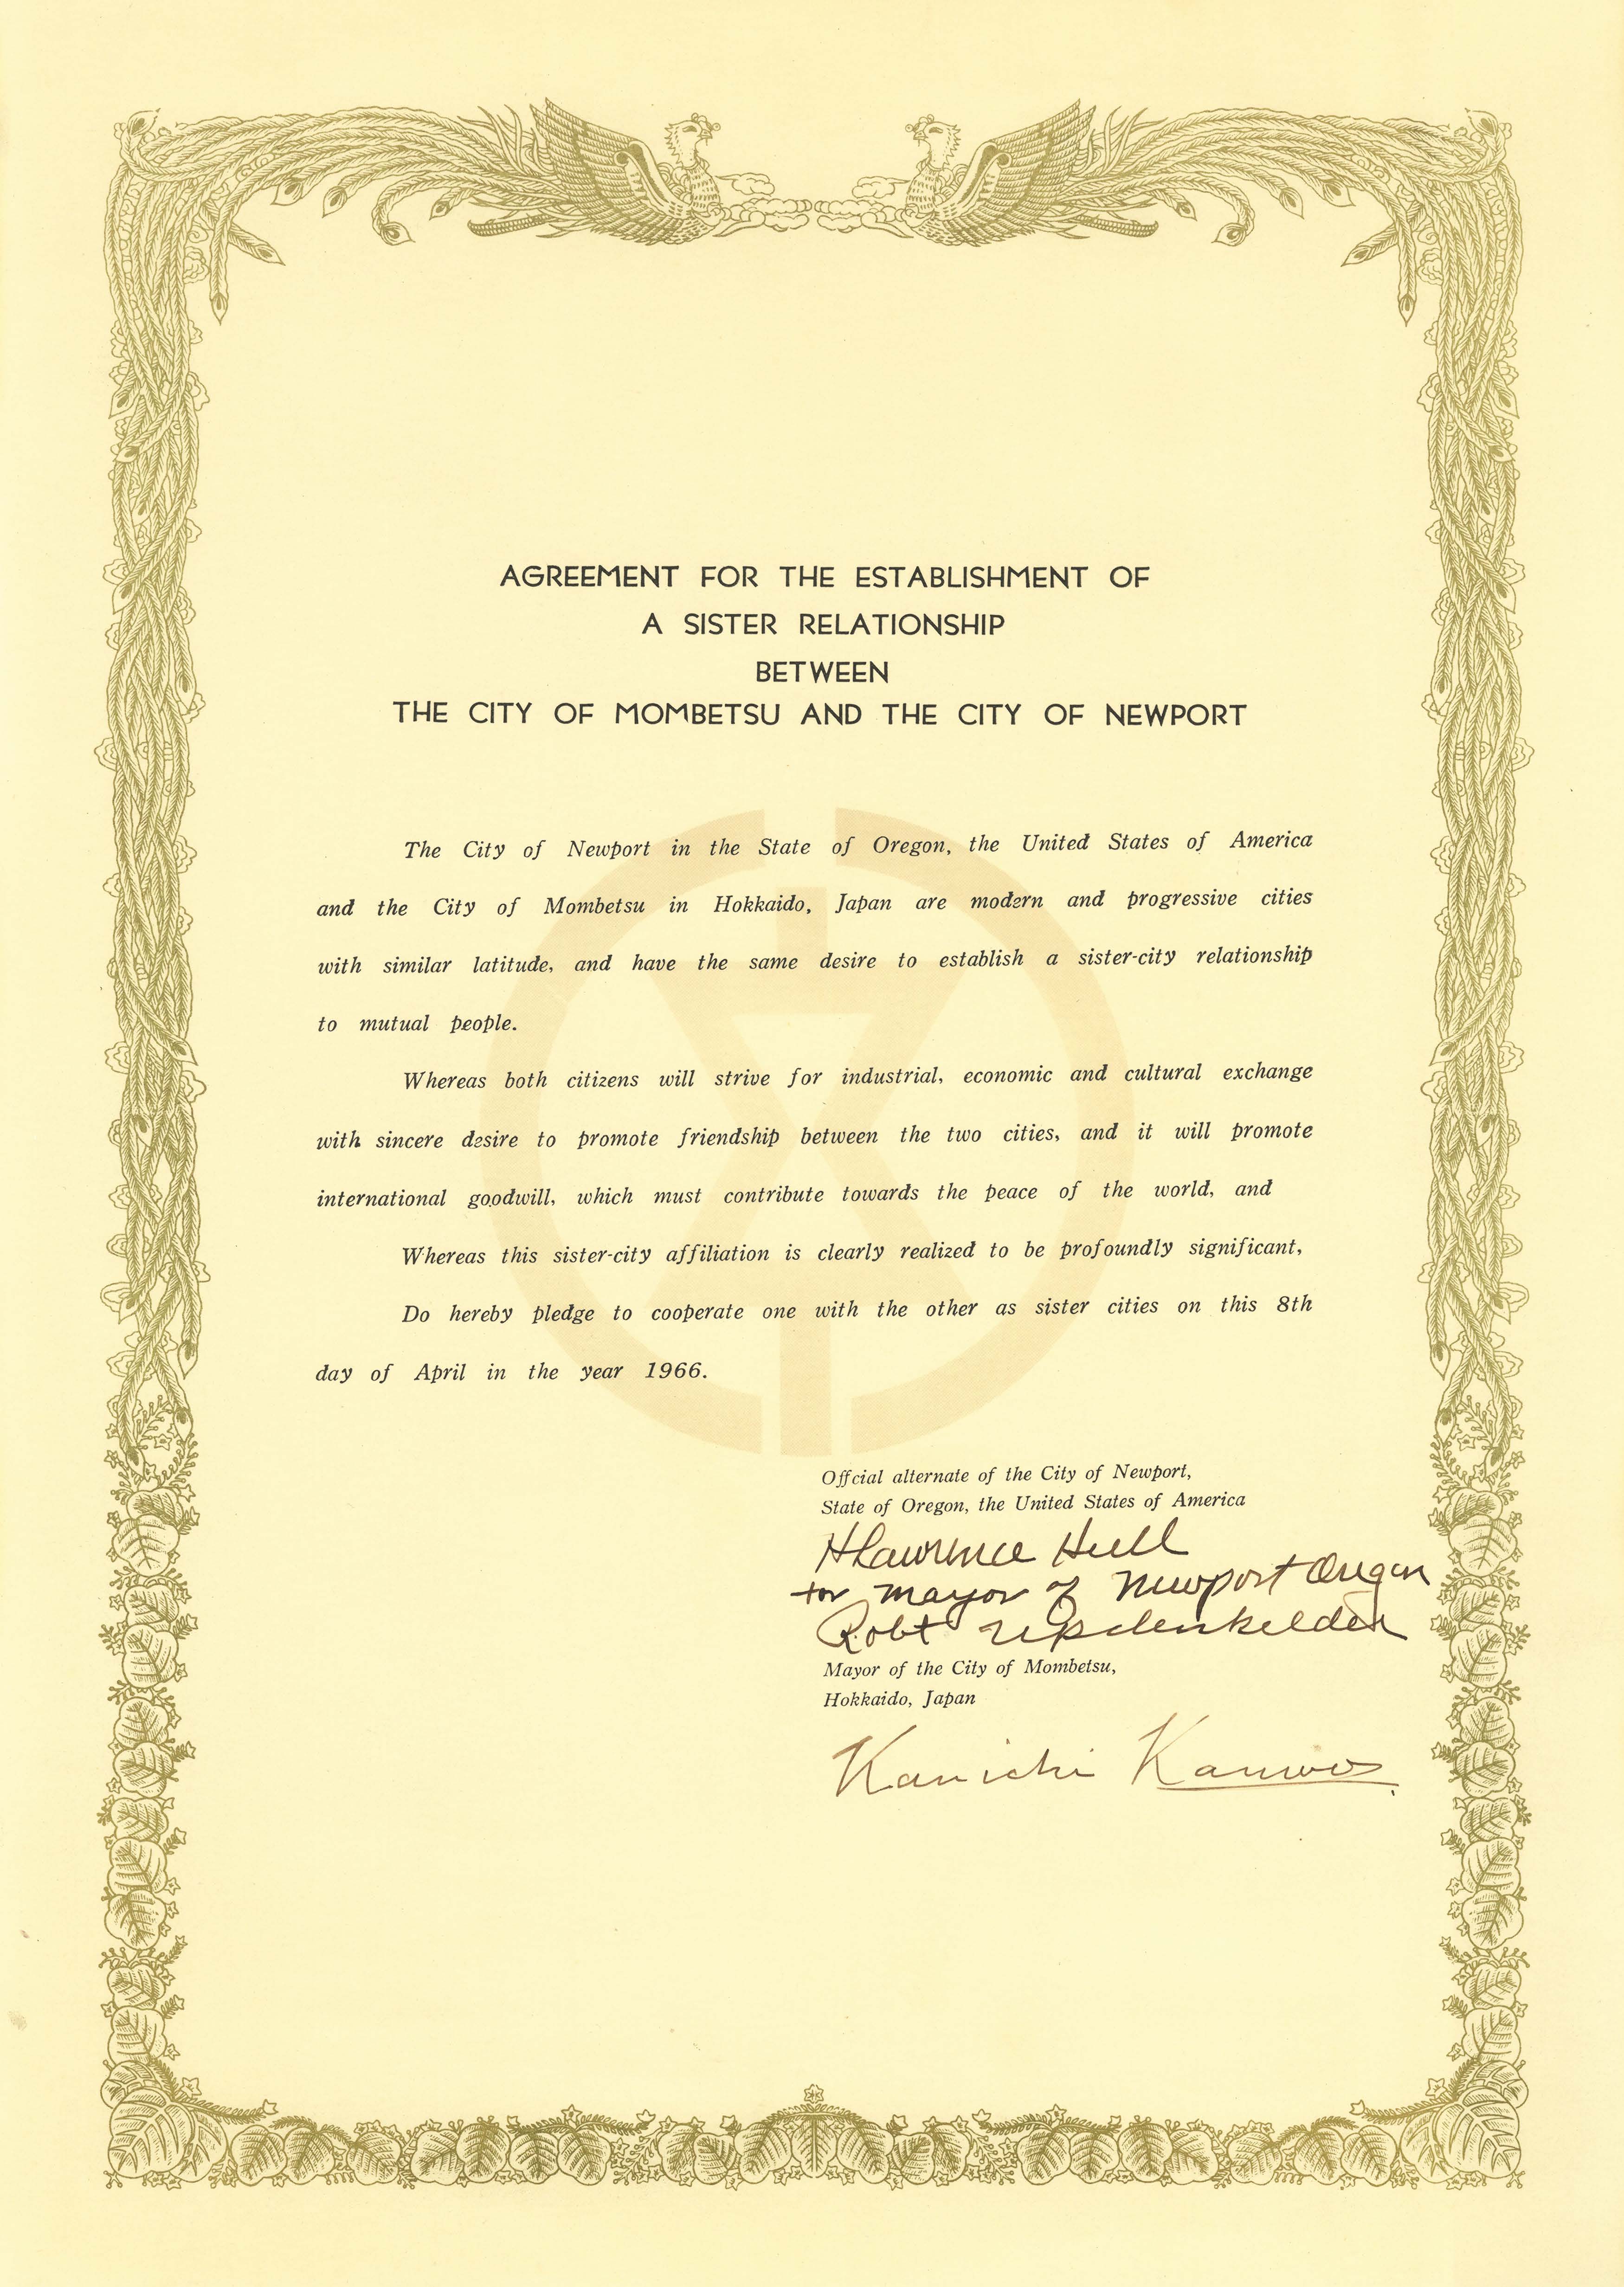 AGREEMENT FOR THE ESTABLISHMENT OF
A SISTER RELATIONSHIP
BETWEEN
THE CITY OF MOMBETSU AND THE CITY OF NEWPORT
The City of Newport in the State of Oregon, the United States of America
and the City of Mombetsu in Hokkaido, Japan are modern and progressive cities
with similar latitude, and have the same desire to establish a sister-city relationship
to mutual people.
Whereas both citizens will strive for industrial, economic and cultural exchange
with sincere desire to promote friendship between the two cities, and it will promote
international goodwill, which must contribute towards the peace of the world, and
Whereas this sister-city affiliation is clearly realized to be profoundly significant,
Do hereby pledge to cooperate one with the other as sister cities on this 8th
day of April in the year 1966.
Offcial alternate of the City of Newport,
State of Oregon, the United States of America
H Lawrence Hull
for mayor of Newport Oregon
Robt
Mayor of the City of Mombetsu,
Hokkaido, Japan
Kanichi